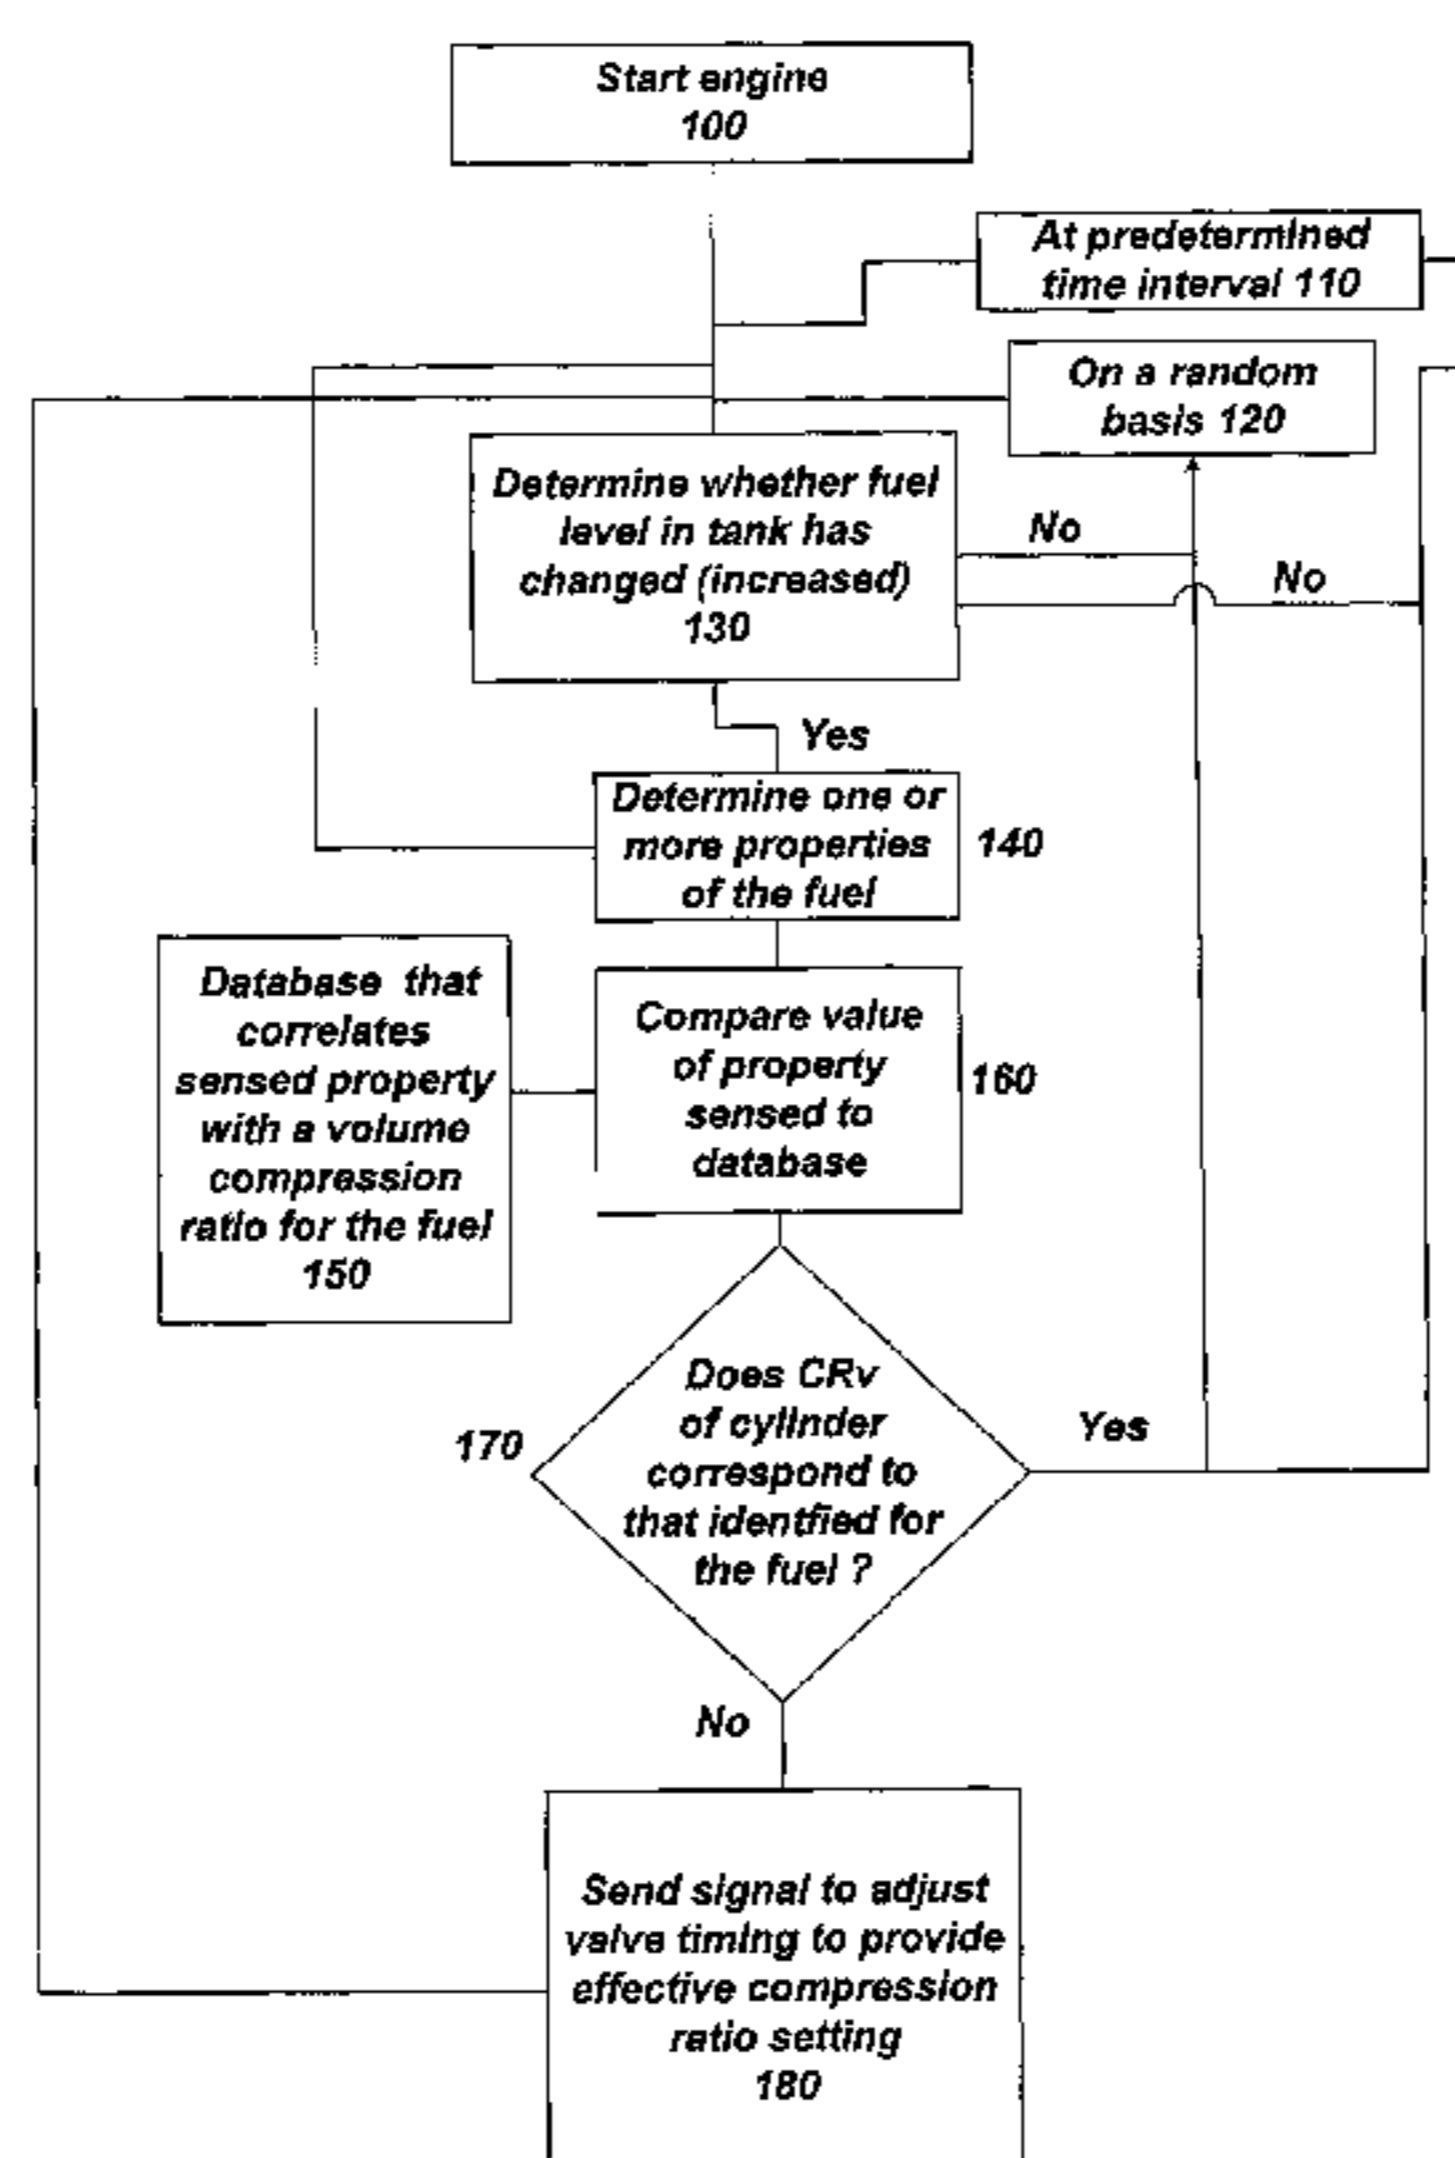 Start engine
100
At predetermined
time interval 110
On a random
basis 120
Determine whether fuel
level in tank has
changed (increased)
130
No
No
Yes
Determine one or
more properties
of the fuel
140
Database that
correlates
sensed property
with a volume
compression
ratio for the fuel
150
Compare value
of property
sensed to
database
160
Does CRv
of cylinder
correspond to
that identfied for
the fuel ?
170
Yes
No
Send signal to adjust
valve timing to provide
effective compression
ratio setting
180